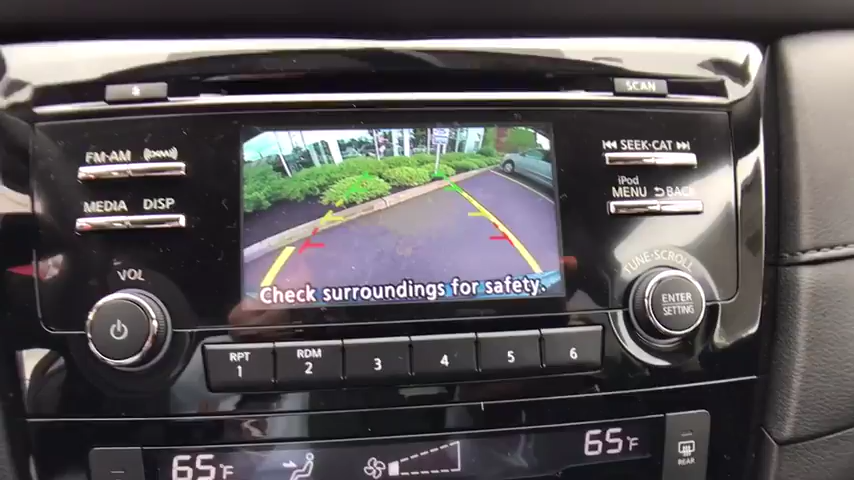 SCAN
FM-AM
SEEK·CAT
iPod
MEDIA DISP
MENU BACK
VOL
TUNE·SCROLL
ENTER
SETTING
Check surroundings for safety.
RPT RDM
1 2 3 4 5 6
65°F 65°F
REAR